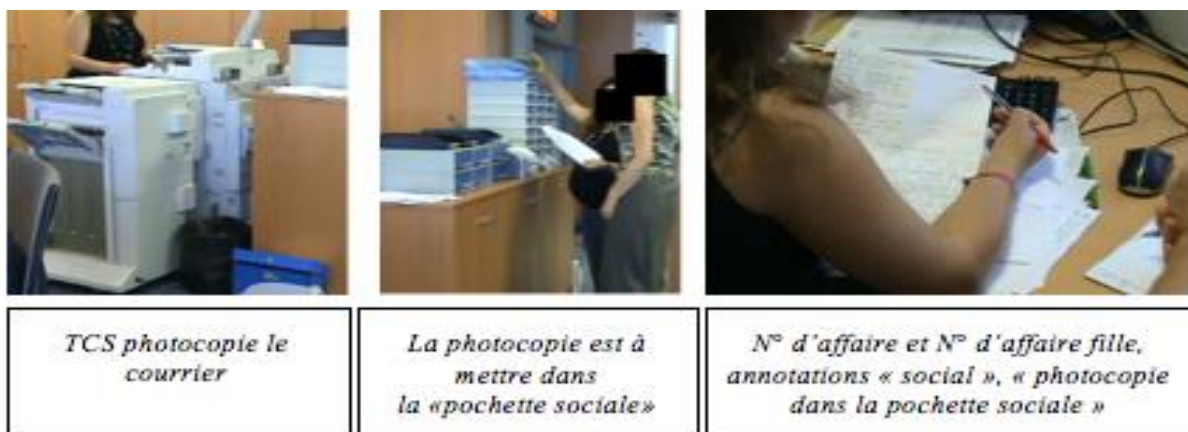 TCS photocopie le
courrier
La photocopie est à
mettre dans
la «pochette sociale»
N° d'affaire et N° d'affaire fille,
annotations « social », « photocopie
dans la pochette sociale »